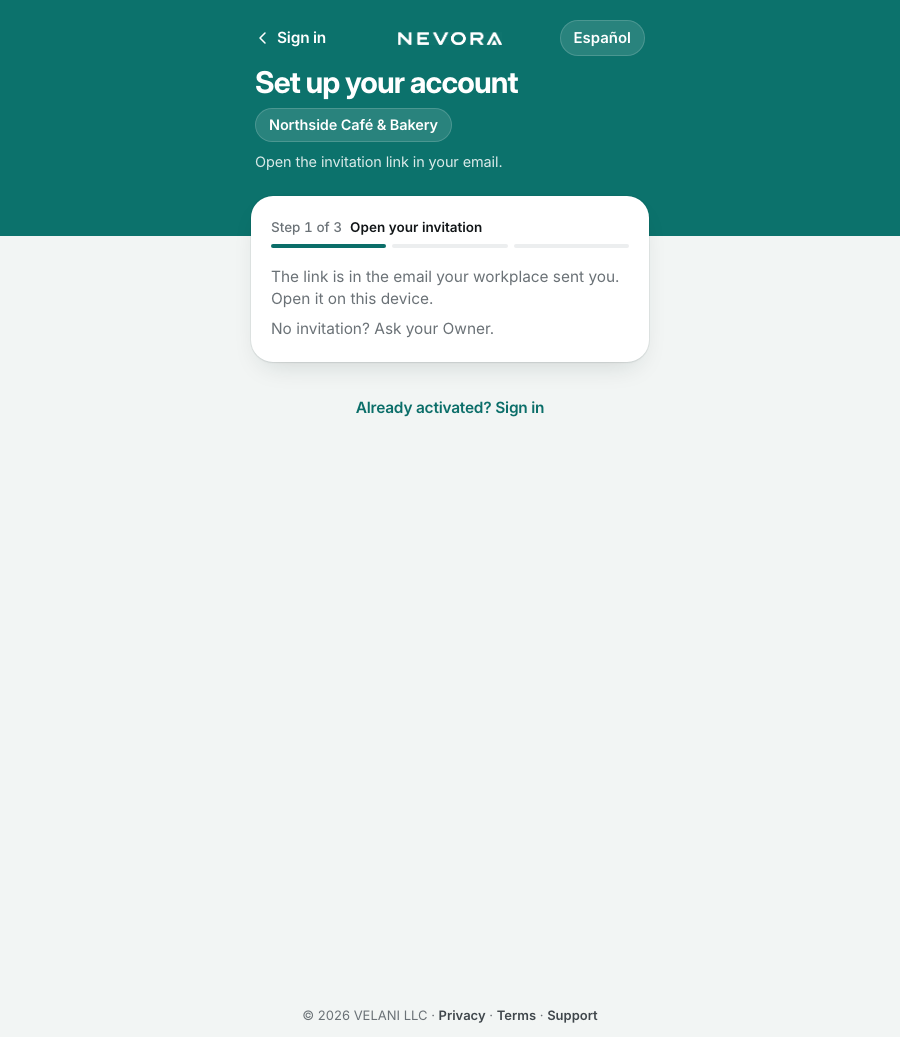 Sign in
NEVORA
Español
Set up your account
Northside Café & Bakery
Open the invitation link in your email.
Step 1 of 3 Open your invitation
The link is in the email your workplace sent you.
Open it on this device.
No invitation? Ask your Owner.
Already activated? Sign in
© 2026 VELANI LLC · Privacy · Terms · Support